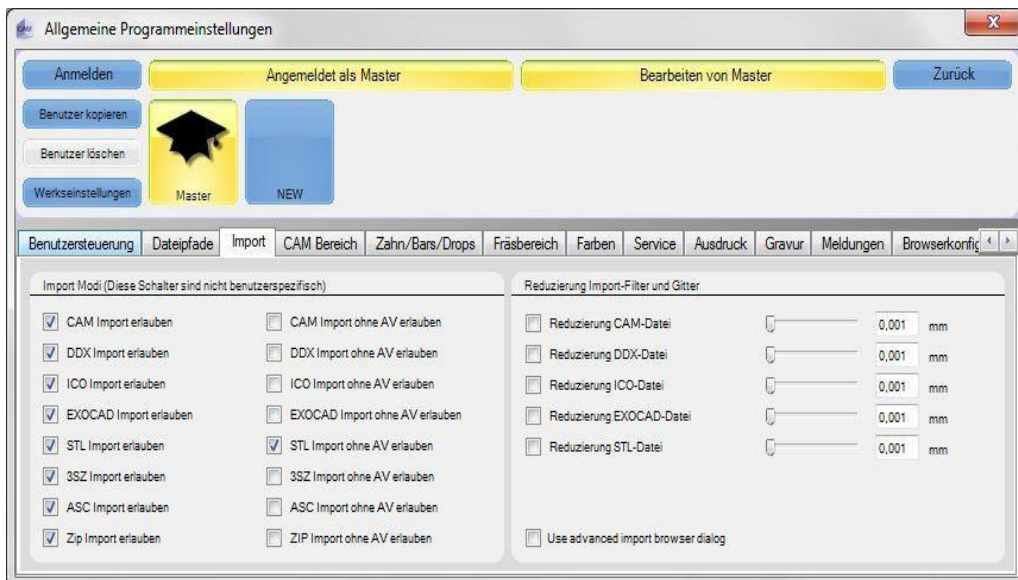 Allgemeine Programmeinstellungen
Anmelden
Angemeldet als Master
Bearbeiten von Master
Zurück
Benutzer kopieren
Benutzer löschen
Werkseinstellungen
Master
NEW
Benutzersteuerung Dateipfade Import CAM Bereich Zahn/Bars/Drops Fräsbereich Farben Service Ausdruck Gravur Meldungen Browserkonfig
Import Modi (Diese Schalter sind nicht benutzerspezifisch)
CAM Import erlauben CAM Import ohne AV erlauben
DDX Import erlauben DDX Import ohne AV erlauben
ICO Import erlauben ICO Import ohne AV erlauben
EXOCAD Import erlauben EXOCAD Import ohne AV erlauben
STL Import erlauben STL Import ohne AV erlauben
3SZ Import erlauben 3SZ Import ohne AV erlauben
ASC Import erlauben ASC Import ohne AV erlauben
Zip Import erlauben ZIP Import ohne AV erlauben
Reduzierung Import-Filter und Gitter
Reduzierung CAM-Datei 0,001 mm
Reduzierung DDX-Datei 0,001 mm
Reduzierung ICO-Datei 0,001 mm
Reduzierung EXOCAD-Datei 0,001 mm
Reduzierung STL-Datei 0,001 mm
Use advanced import browser dialog